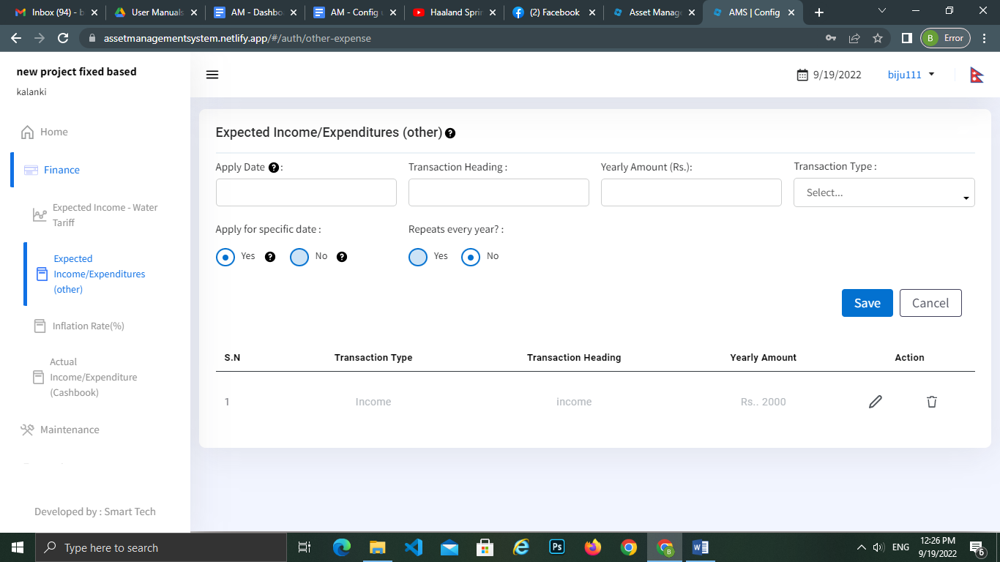 Inbox (94) - b
User Manuals
AM - Dashbo
AM - Config u
Haaland Sprin
(2) Facebook
Asset Manage
AMS | Config
assetmanagementsystem.netlify.app/#/auth/other-expense
B Error
new project fixed based
kalanki
9/19/2022
biju111
Home
Finance
Expected Income - Water
Tariff
Expected
Income/Expenditures
(other)
Inflation Rate(%)
Actual
Income/Expenditure
(Cashbook)
Maintenance
Developed by : Smart Tech
Expected Income/Expenditures (other) ?
Apply Date ? :
Transaction Heading :
Yearly Amount (Rs.):
Transaction Type :
Select...
Apply for specific date :
Repeats every year? :
Yes ? No ?
Yes No
Save Cancel
S.N Transaction Type Transaction Heading Yearly Amount Action
1 Income income Rs.. 2000
Type here to search
Ps
B
ENG
12:26 PM
9/19/2022
6